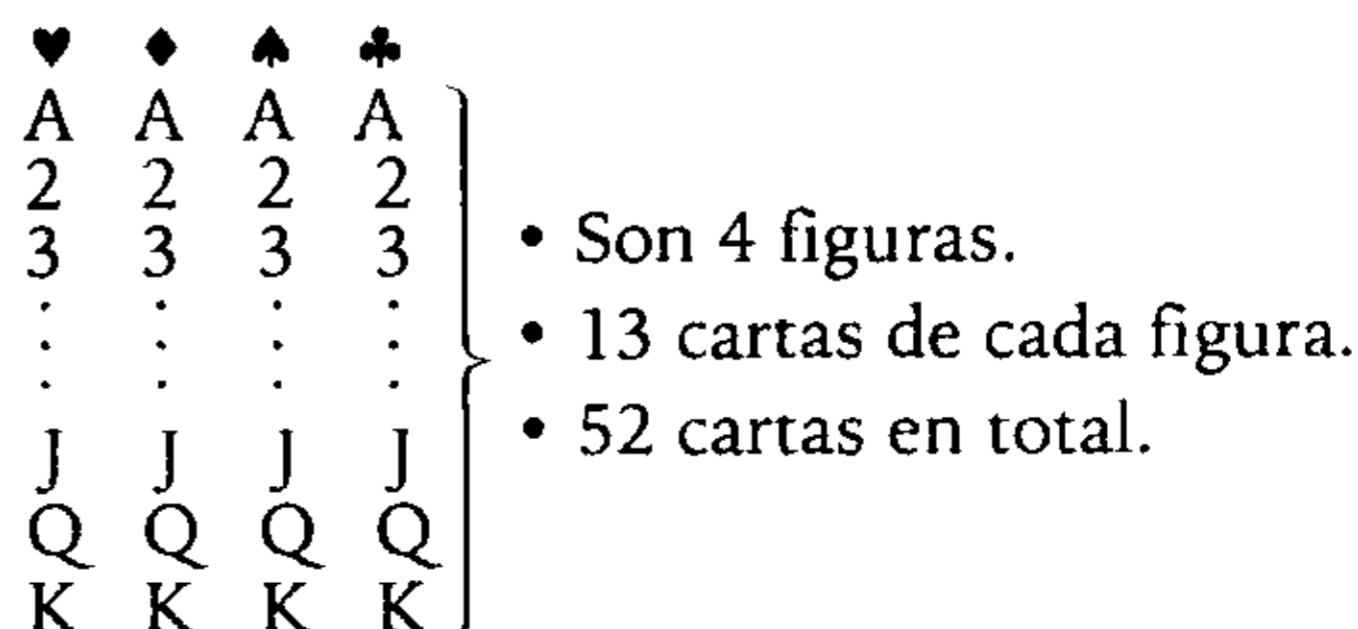 ♥ ♦ ♠ ♣
A A A A
2 2 2 2
3 3 3 3
. . . .
. . . .
. . . .
J J J J
Q Q Q Q
K K K K
• Son 4 figuras.
• 13 cartas de cada figura.
• 52 cartas en total.